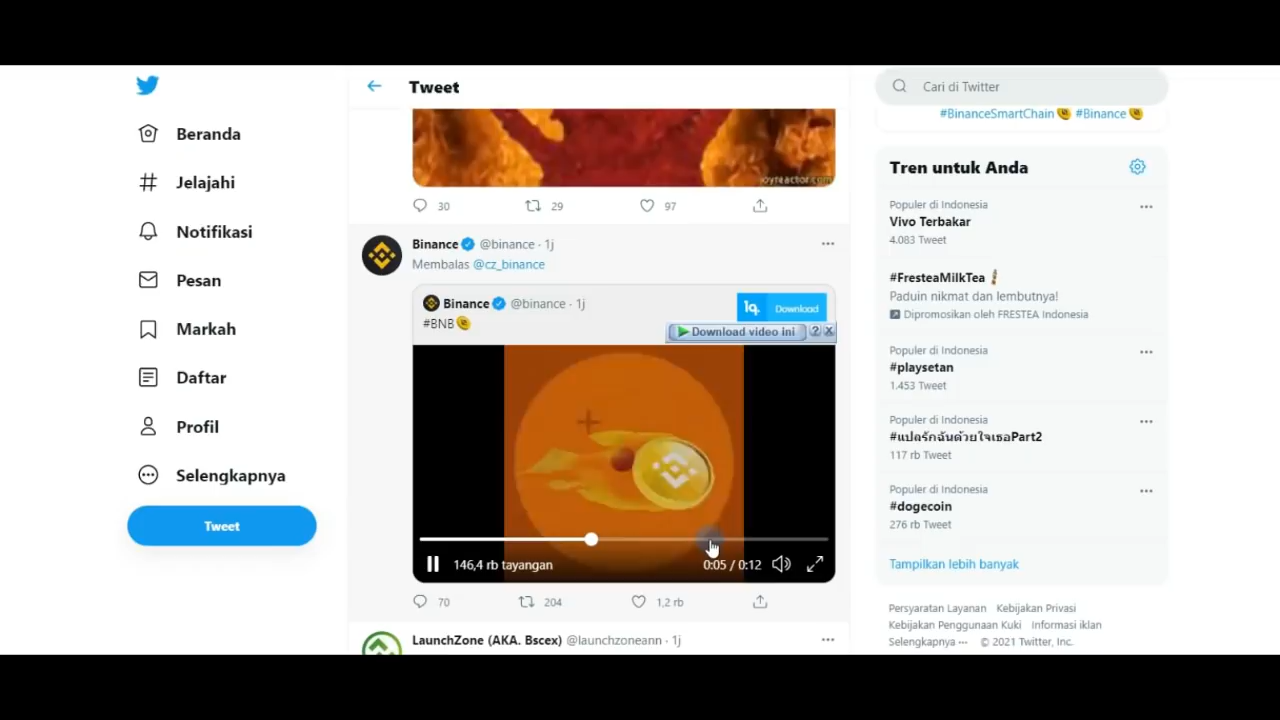 Beranda
Jelajahi
Notifikasi
Pesan
Markah
Daftar
Profil
Selengkapnya
Tweet
Tweet
joyreactor.com
30 29 97
Binance @binance · 1j
Membalas @cz_binance
Binance @binance · 1j
#BNB
Download
Download video ini ? X
146,4 rb tayangan 0:05 / 0:12
70 204 1,2 rb
LaunchZone (AKA. Bscex) @launchzoneann · 1j
Cari di Twitter
#BinanceSmartChain #Binance
Tren untuk Anda
Populer di Indonesia
Vivo Terbakar
4.083 Tweet
#FresteaMilkTea
Paduin nikmat dan lembutnya!
Dipromosikan oleh FRESTEA Indonesia
Populer di Indonesia
#playsetan
1.453 Tweet
Populer di Indonesia
#แปลรักฉันด้วยใจเธอPart2
117 rb Tweet
Populer di Indonesia
#dogecoin
276 rb Tweet
Tampilkan lebih banyak
Persyaratan Layanan Kebijakan Privasi
Kebijakan Penggunaan Kuki Informasi iklan
Selengkapnya ··· © 2021 Twitter, Inc.